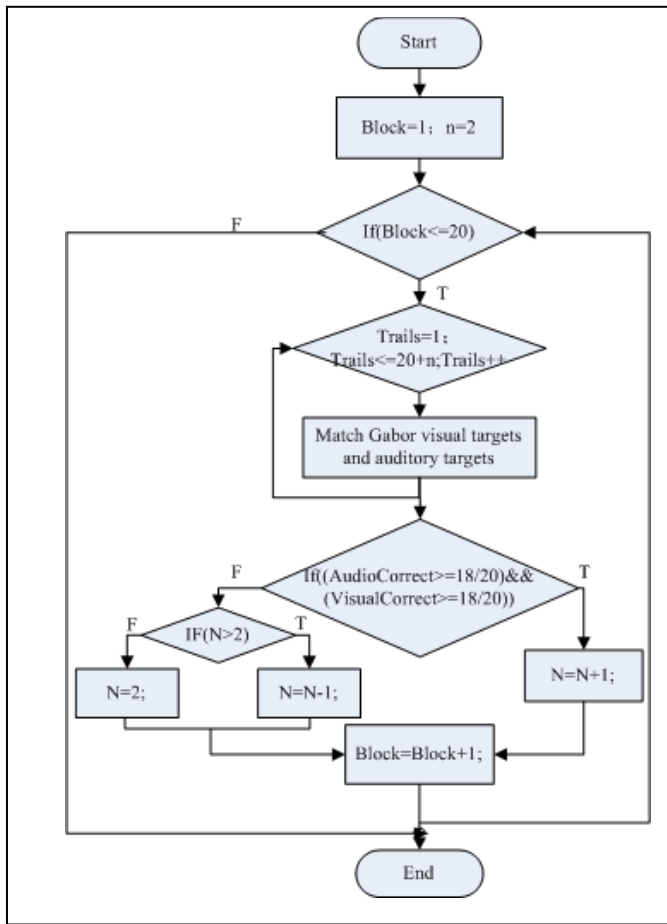 Start
Block=1；n=2
F
If(Block<=20)
T
Trails=1；
Trails<=20+n;Trails++
Match Gabor visual targets
and auditory targets
F
If((AudioCorrect>=18/20)&&
(VisualCorrect>=18/20))
T
F
IF(N>2)
T
N=2;
N=N-1;
N=N+1;
Block=Block+1;
End